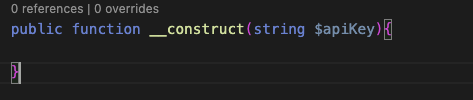 0 references | 0 overrides
public function __construct(string $apiKey){
}